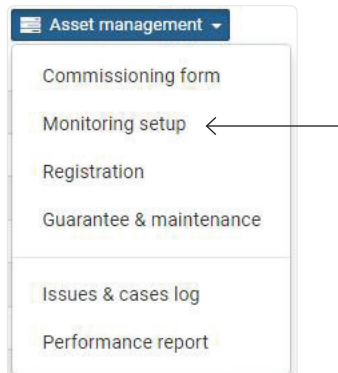 Asset management
Commissioning form
Monitoring setup
Registration
Guarantee & maintenance
Issues & cases log
Performance report